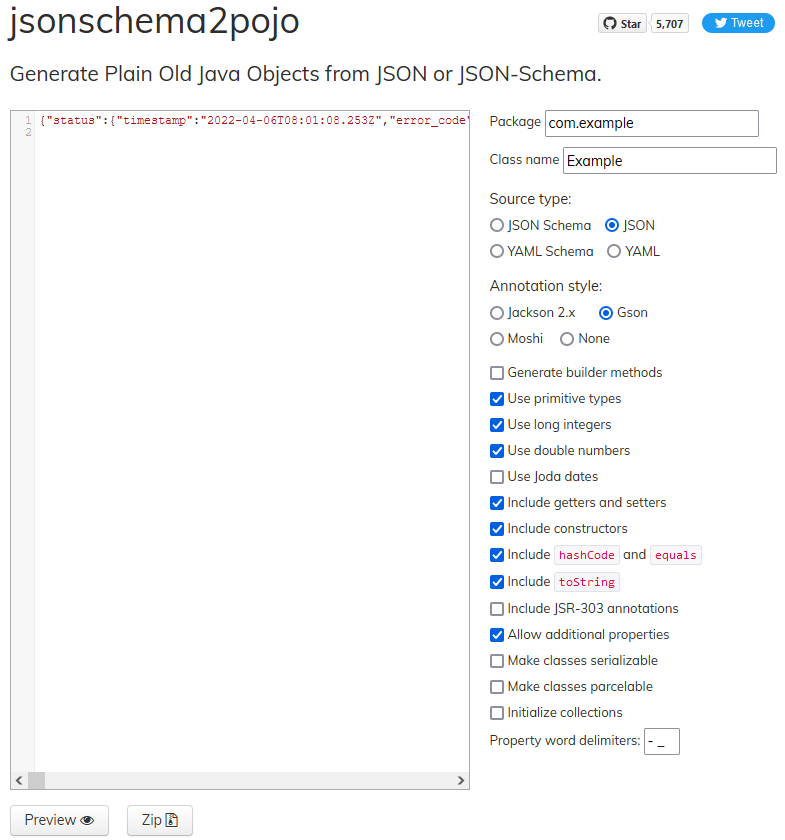 jsonschema2pojo
Star 5,707 Tweet
Generate Plain Old Java Objects from JSON or JSON-Schema.
1 {"status":{"timestamp":"2022-04-06T08:01:08.253Z","error_code"
2
Package com.example
Class name Example
Source type:
JSON Schema JSON
YAML Schema YAML
Annotation style:
Jackson 2.x Gson
Moshi None
Generate builder methods
Use primitive types
Use long integers
Use double numbers
Use Joda dates
Include getters and setters
Include constructors
Include hashCode and equals
Include toString
Include JSR-303 annotations
Allow additional properties
Make classes serializable
Make classes parcelable
Initialize collections
Property word delimiters: - _
Preview Zip